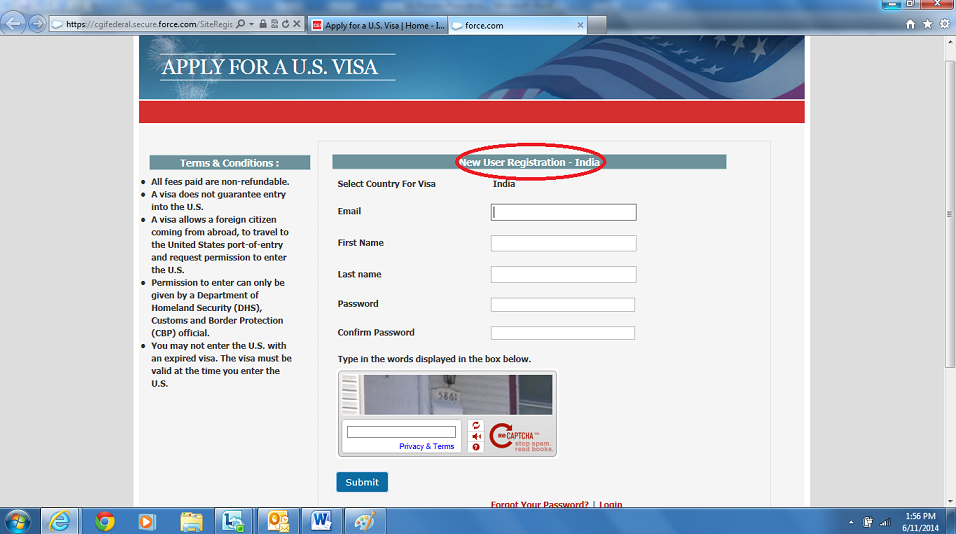 https://cgifederal.secure.force.com/SiteRegis
Apply for a U.S. Visa | Home - I...
force.com
APPLY FOR A U.S. VISA
Terms & Conditions :
All fees paid are non-refundable.
A visa does not guarantee entry
into the U.S.
A visa allows a foreign citizen
coming from abroad, to travel to
the United States port-of-entry
and request permission to enter
the U.S.
Permission to enter can only be
given by a Department of
Homeland Security (DHS),
Customs and Border Protection
(CBP) official.
You may not enter the U.S. with
an expired visa. The visa must be
valid at the time you enter the
U.S.
New User Registration - India
Select Country For Visa India
Email
First Name
Last name
Password
Confirm Password
Type in the words displayed in the box below.
5861
Privacy & Terms
reCAPTCHA™
stop spam.
read books.
Submit
Forgot Your Password? | Login
1:56 PM
6/11/2014